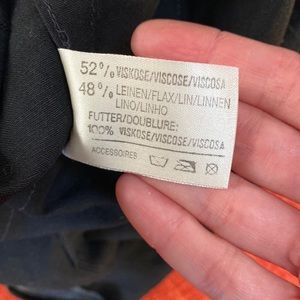 52% VISKOSE/VISCOSE/VISCOSA
48% LEINEN/FLAX/LIN/LINNEN
LINO/LINHO
FUTTER/DOUBLURE:
100% VISKOSE/VISCOSE/VISCOSA
ACCESSOIRES